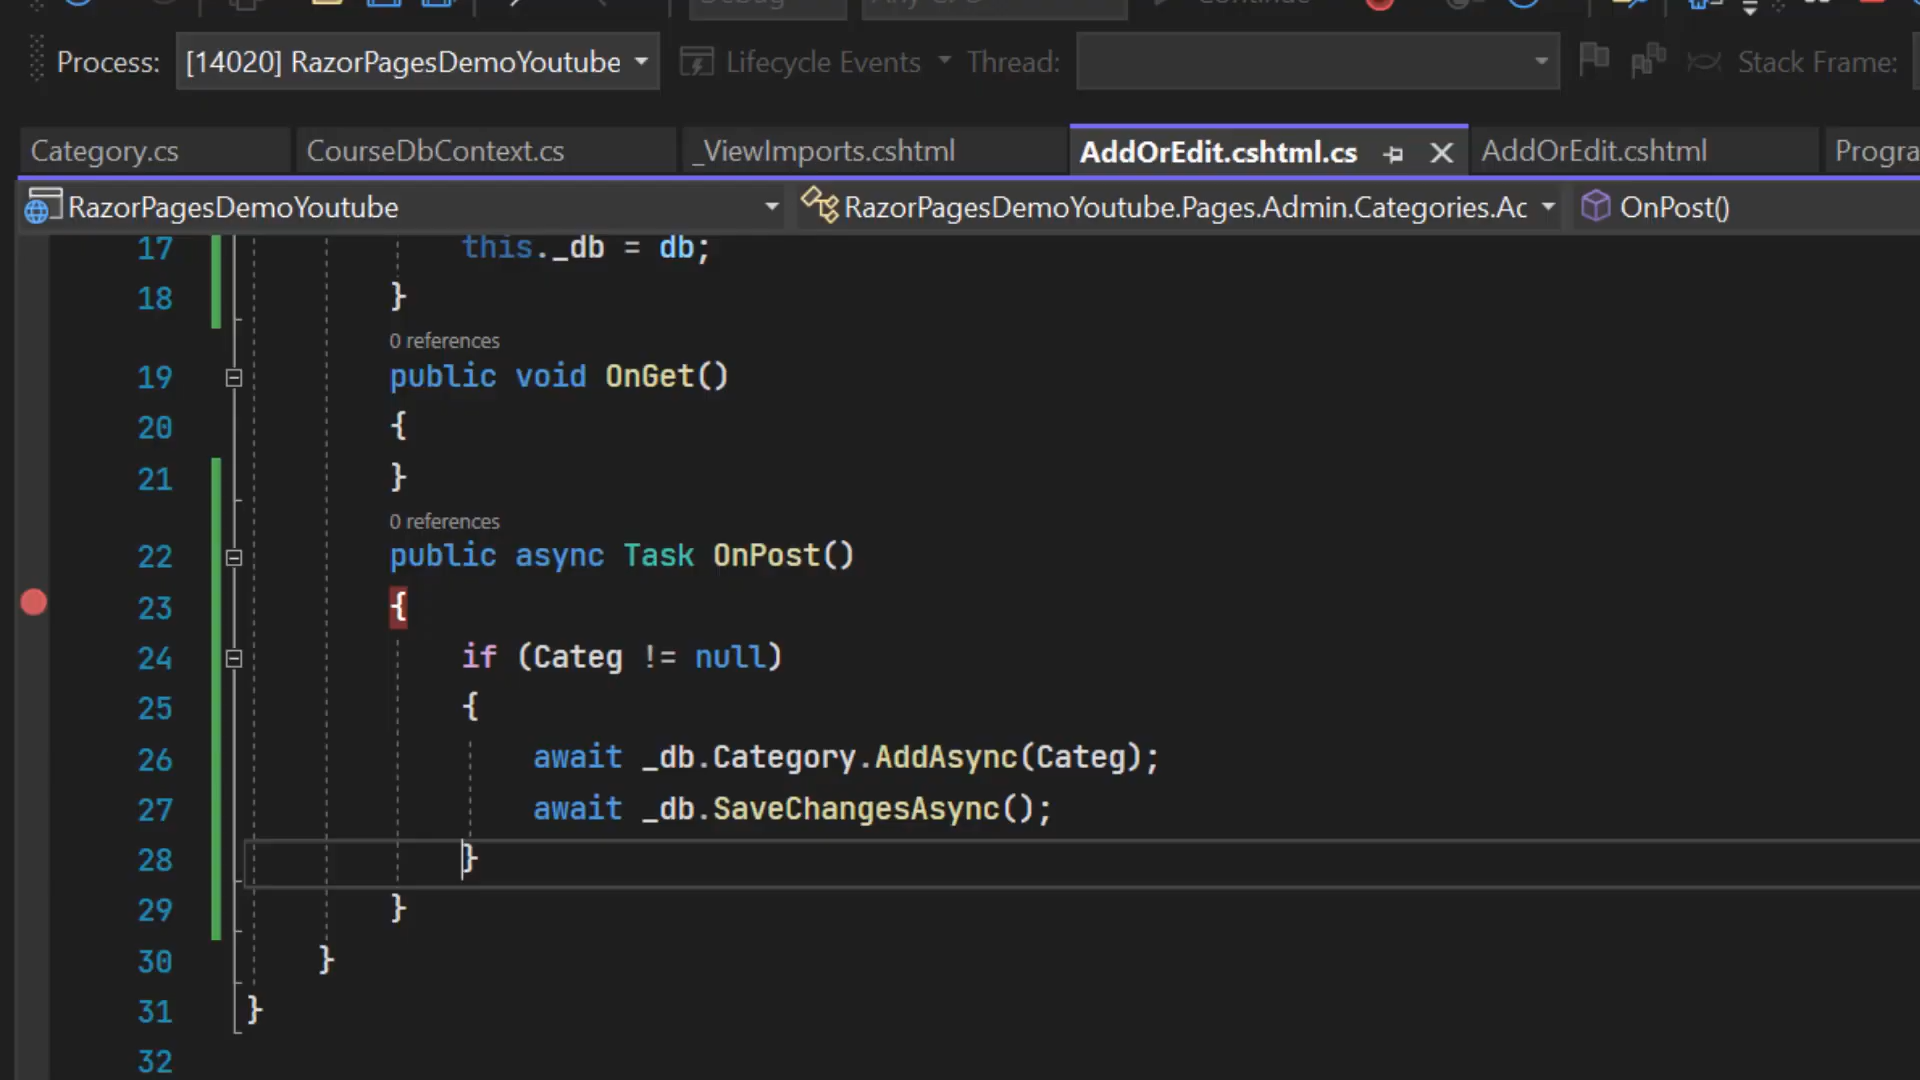 Process: [14020] RazorPagesDemoYoutube Lifecycle Events Thread: Stack Frame:
Category.cs CourseDbContext.cs _ViewImports.cshtml AddOrEdit.cshtml.cs AddOrEdit.cshtml Progra
RazorPagesDemoYoutube RazorPagesDemoYoutube.Pages.Admin.Categories.Ac OnPost()
17 this._db = db;
18 }
0 references
19 public void OnGet()
20 {
21 }
0 references
22 public async Task OnPost()
23 {
24 if (Categ != null)
25 {
26 await _db.Category.AddAsync(Categ);
27 await _db.SaveChangesAsync();
28 }
29 }
30 }
31 }
32